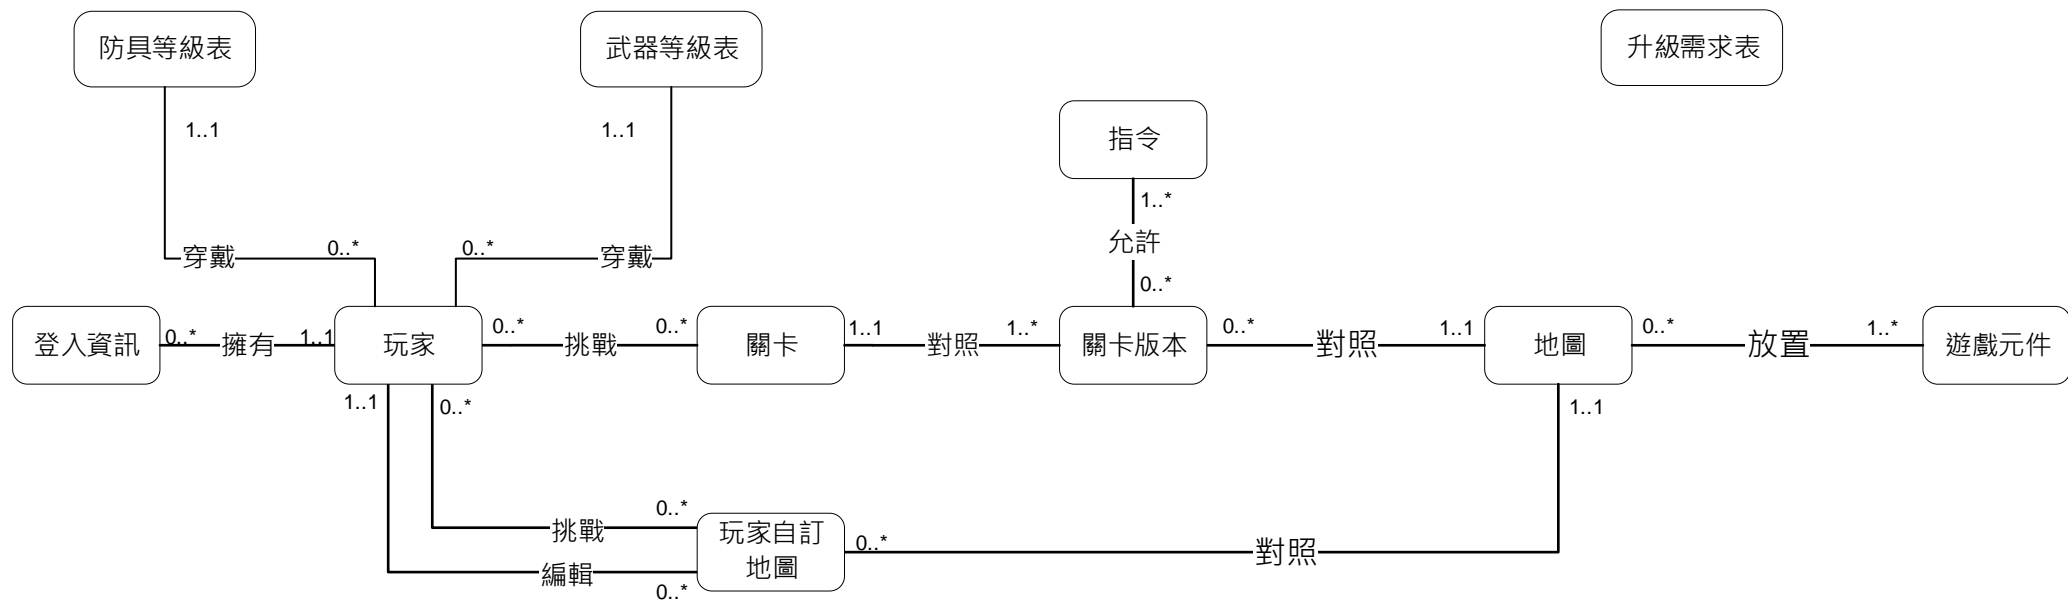 防具等級表
武器等級表
升級需求表
1..1
1..1
指令
1..*
允許
0..*
穿戴
0..*
0..*
穿戴
登入資訊
0..*
擁有
1..1
玩家
0..*
挑戰
0..*
關卡
1..1
對照
1..*
關卡版本
0..*
對照
1..1
地圖
0..*
放置
1..*
遊戲元件
1..1
0..*
1..1
挑戰
0..*
玩家自訂
地圖
0..*
對照
編輯
0..*